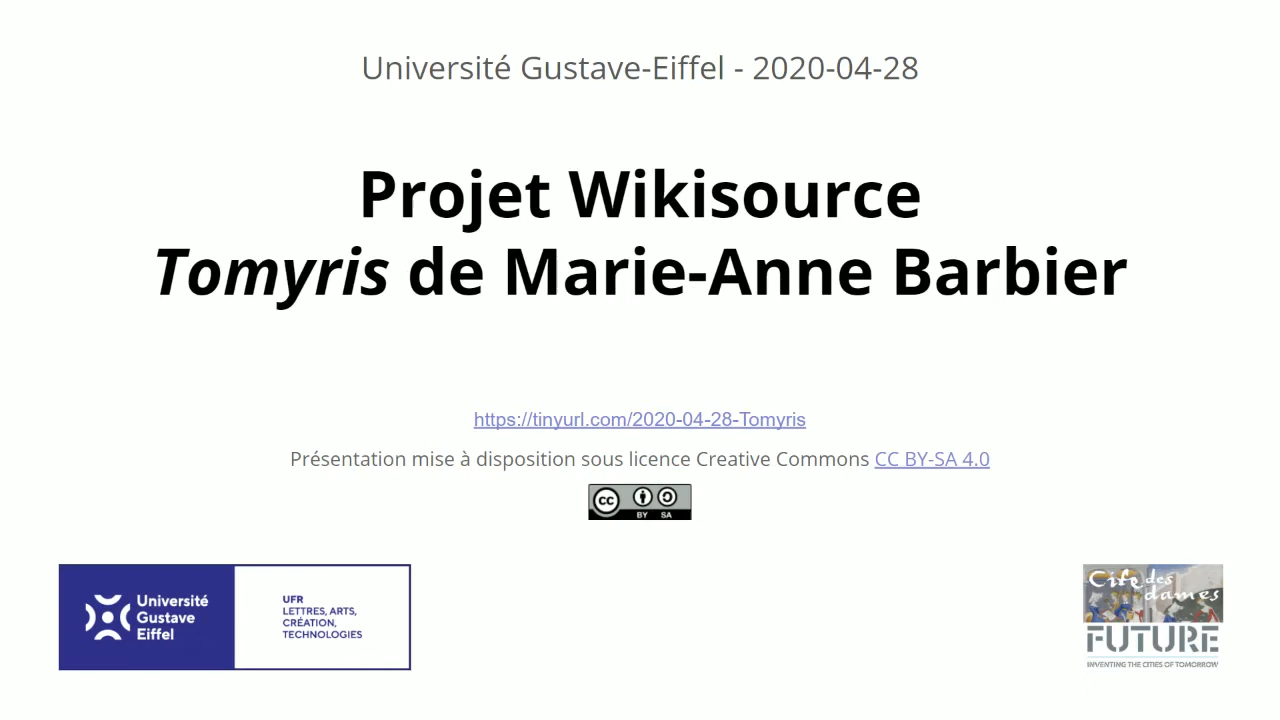 Université Gustave-Eiffel - 2020-04-28
Projet Wikisource
Tomyris de Marie-Anne Barbier
https://tinyurl.com/2020-04-28-Tomyris
Présentation mise à disposition sous licence Creative Commons CC BY-SA 4.0
cc
BY SA
Université
Gustave
Eiffel
UFR
LETTRES, ARTS,
CRÉATION,
TECHNOLOGIES
Cité des
dames
FUTURE
INVENTING THE CITIES OF TOMORROW